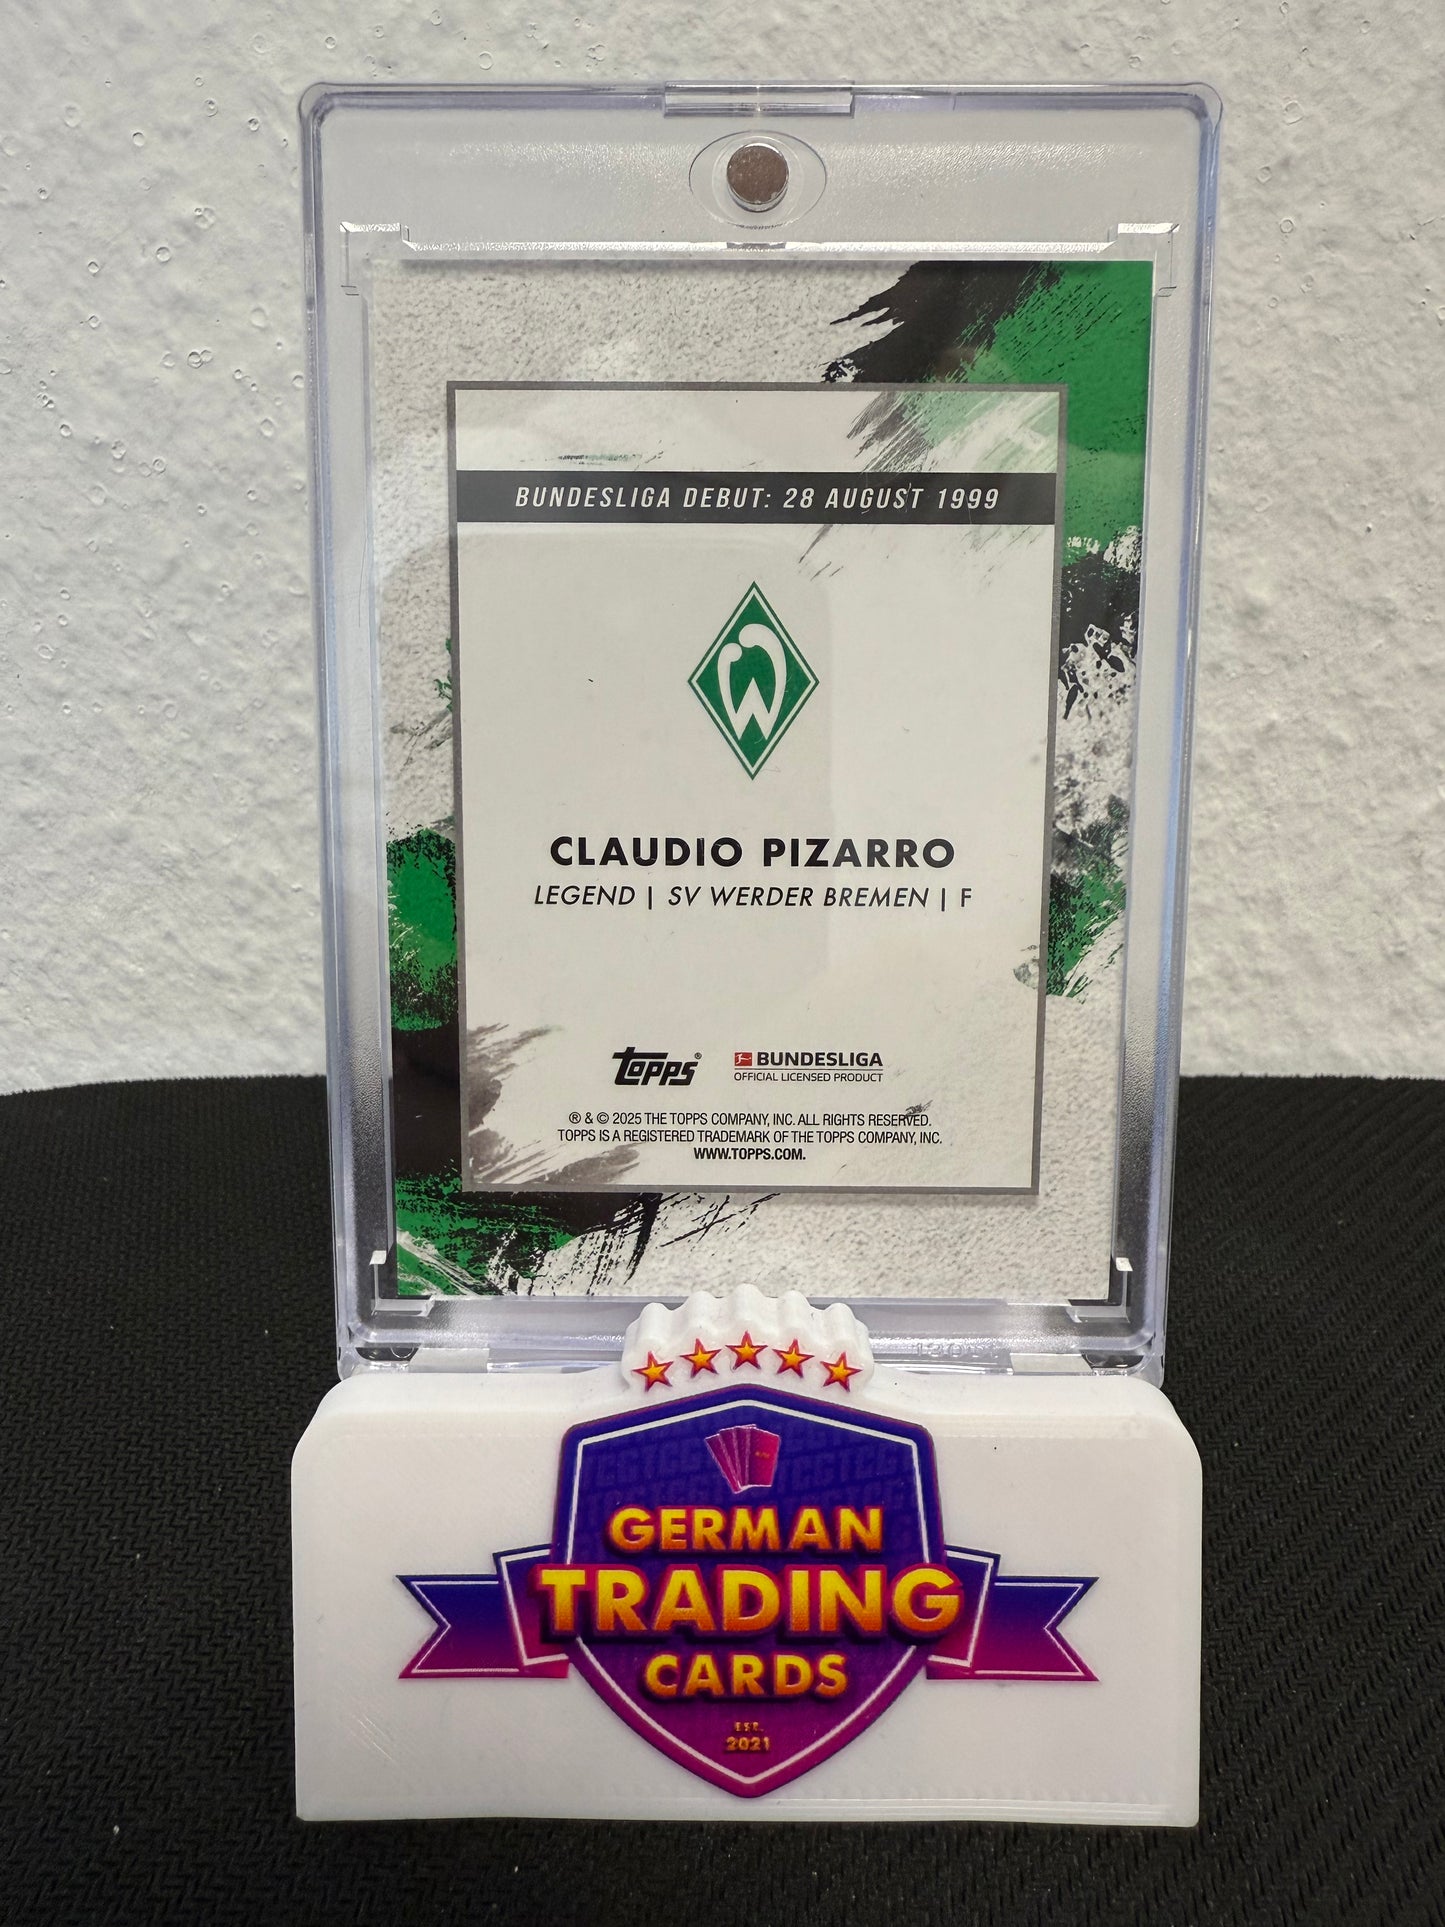 BUNDESLIGA DEBUT: 28 AUGUST 1999
W
CLAUDIO PIZARRO
LEGEND | SV WERDER BREMEN | F
Topps®
BUNDESLIGA
OFFICIAL LICENSED PRODUCT
® & © 2025 THE TOPPS COMPANY, INC. ALL RIGHTS RESERVED.
TOPPS IS A REGISTERED TRADEMARK OF THE TOPPS COMPANY, INC.
WWW.TOPPS.COM.
GERMAN
TRADING
CARDS
EST.
2021